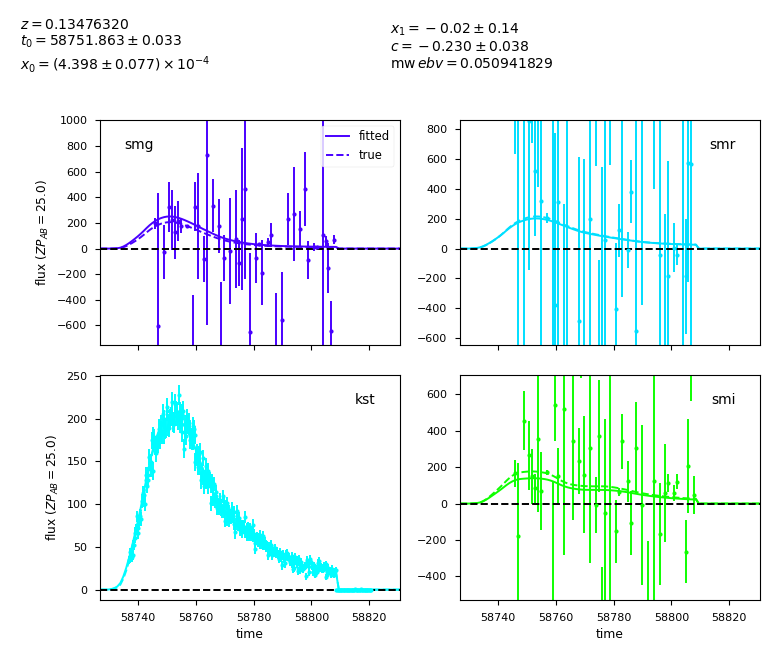 z = 0.13476320
t₀ = 58751.863 ± 0.033
x₀ = (4.398 ± 0.077) × 10⁻⁴
x₁ = −0.02 ± 0.14
c = −0.230 ± 0.038
mw ebv = 0.050941829
1000
800
600
400
200
0
−200
−400
−600
flux (ZP_AB = 25.0)
smg
fitted
true
800
600
400
200
0
−200
−400
−600
smr
250
200
150
100
50
0
flux (ZP_AB = 25.0)
kst
58740 58760 58780 58800 58820
time
600
400
200
0
−200
−400
smi
58740 58760 58780 58800 58820
time